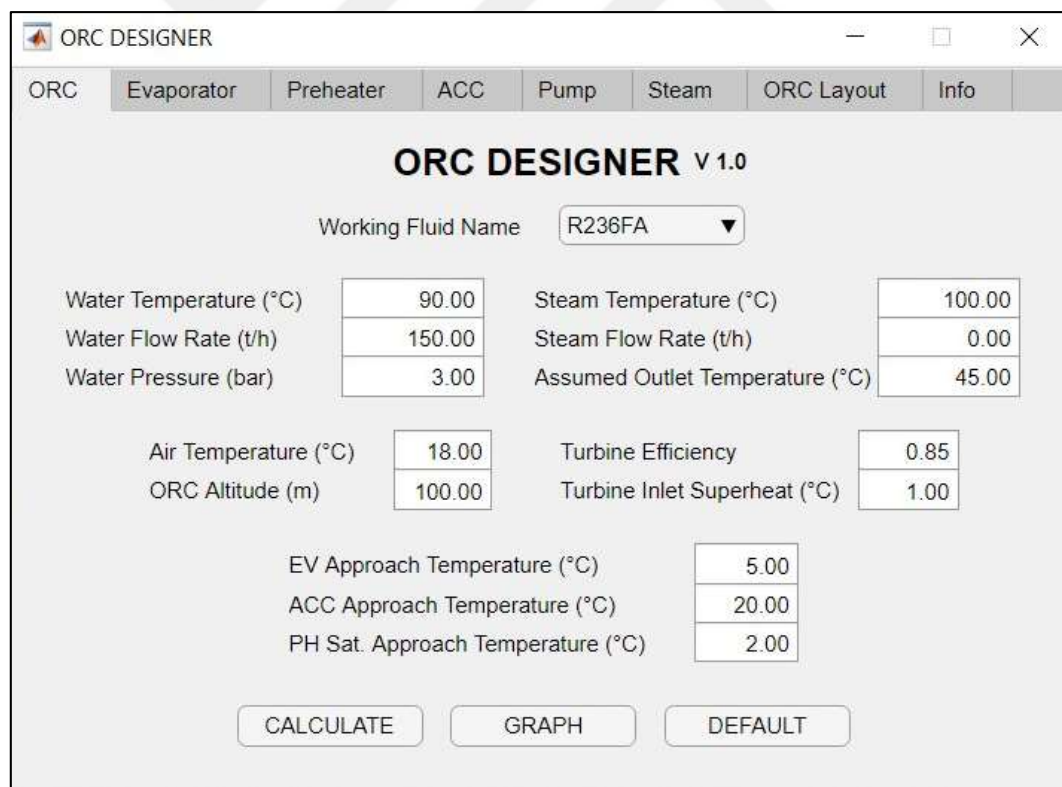 ORC DESIGNER
ORC Evaporator Preheater ACC Pump Steam ORC Layout Info
ORC DESIGNER V 1.0
Working Fluid Name R236FA
Water Temperature (°C) 90.00 Steam Temperature (°C) 100.00
Water Flow Rate (t/h) 150.00 Steam Flow Rate (t/h) 0.00
Water Pressure (bar) 3.00 Assumed Outlet Temperature (°C) 45.00
Air Temperature (°C) 18.00 Turbine Efficiency 0.85
ORC Altitude (m) 100.00 Turbine Inlet Superheat (°C) 1.00
EV Approach Temperature (°C) 5.00
ACC Approach Temperature (°C) 20.00
PH Sat. Approach Temperature (°C) 2.00
CALCULATE GRAPH DEFAULT